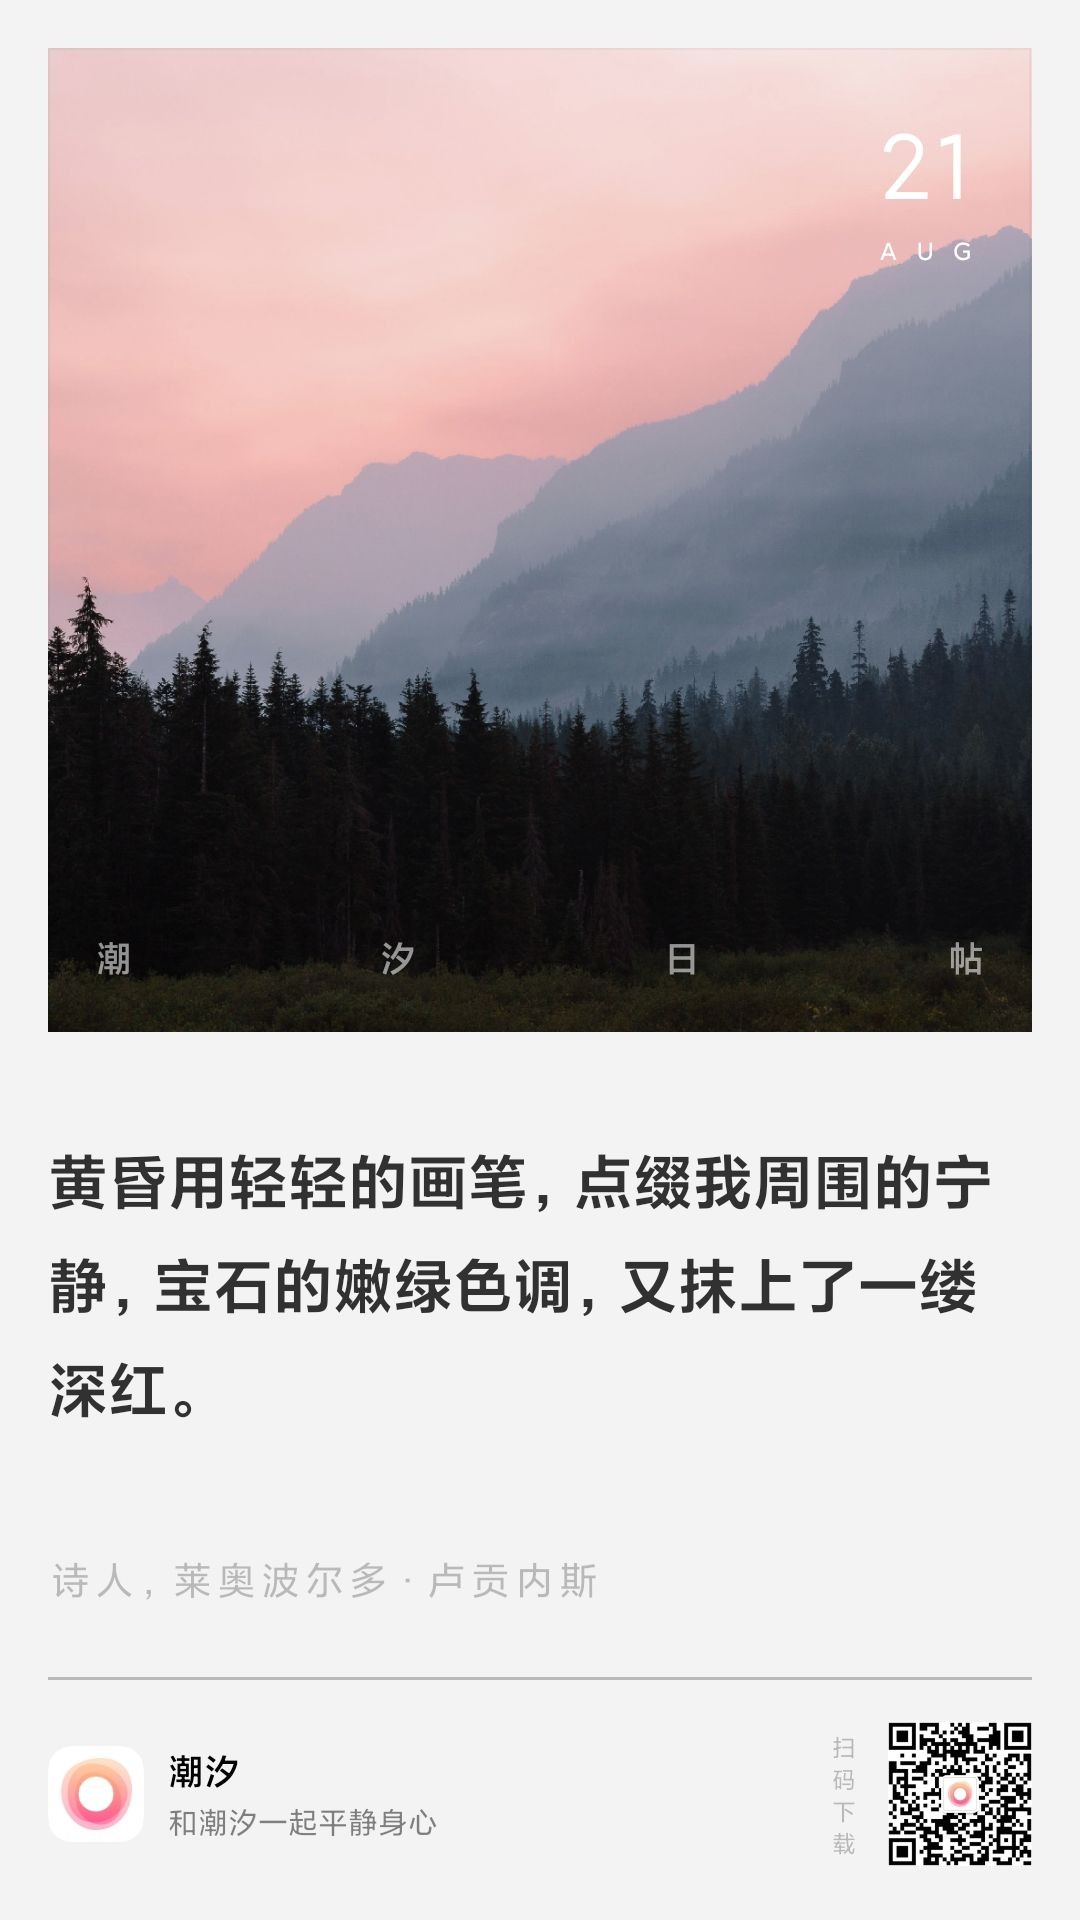 21
AUG
潮汐日帖
黄昏用轻轻的画笔，点缀我周围的宁
静，宝石的嫩绿色调，又抹上了一缕
深红。
诗人，莱奥波尔多·卢贡内斯
潮汐
和潮汐一起平静身心
扫码下载